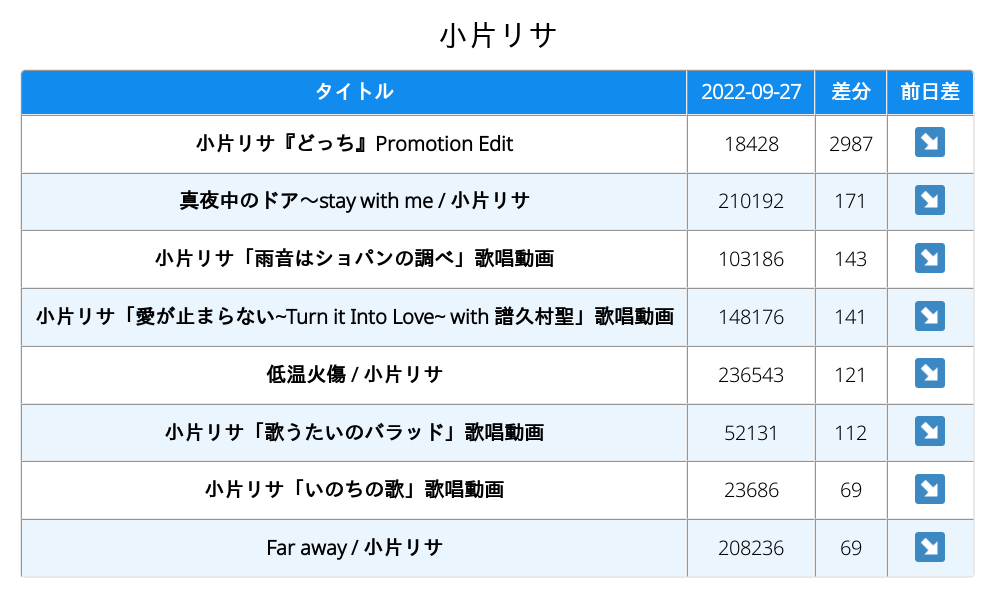 小片リサ
タイトル 2022-09-27 差分 前日差
小片リサ『どっち』Promotion Edit 18428 2987 ↘
真夜中のドア～stay with me / 小片リサ 210192 171 ↘
小片リサ「雨音はショパンの調べ」歌唱動画 103186 143 ↘
小片リサ「愛が止まらない~Turn it Into Love~ with 譜久村聖」歌唱動画 148176 141 ↘
低温火傷 / 小片リサ 236543 121 ↘
小片リサ「歌うたいのバラッド」歌唱動画 52131 112 ↘
小片リサ「いのちの歌」歌唱動画 23686 69 ↘
Far away / 小片リサ 208236 69 ↘